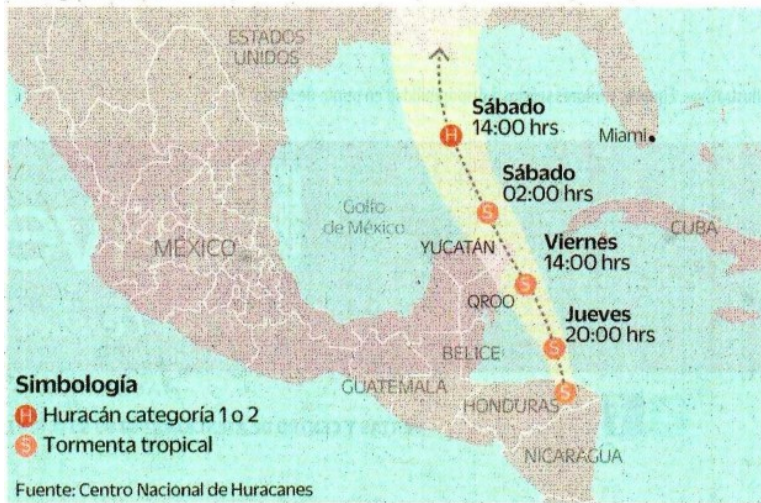 ESTADOS
UNIDOS
Sábado
14:00 hrs
H
Miami
Sábado
02:00 hrs
S
Golfo
de México
CUBA
MÉXICO
YUCATÁN
Viernes
14:00 hrs
S
QROO
Jueves
20:00 hrs
S
BELICE
GUATEMALA
S
HONDURAS
NICARAGUA
Simbología
H Huracán categoría 1 o 2
S Tormenta tropical
Fuente: Centro Nacional de Huracanes